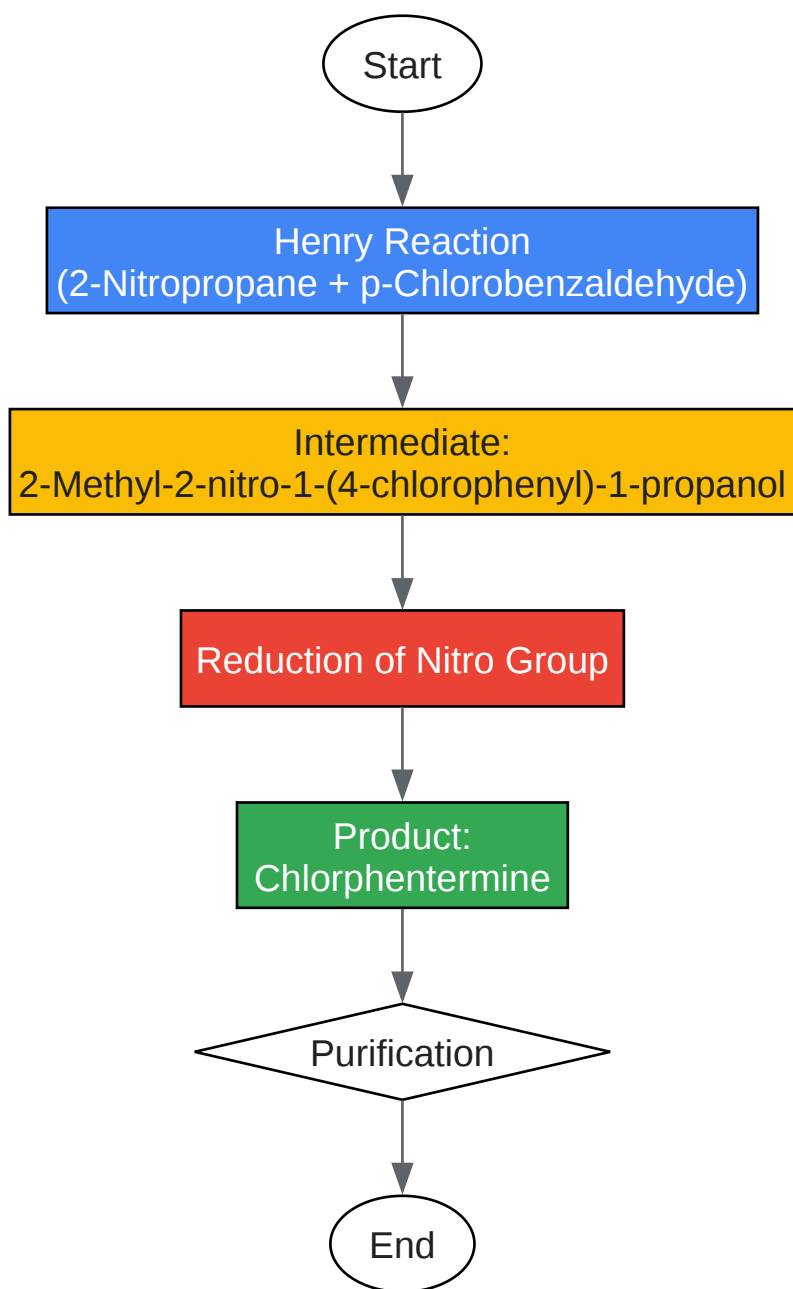 Start
Henry Reaction
(2-Nitropropane + p-Chlorobenzaldehyde)
Intermediate:
2-Methyl-2-nitro-1-(4-chlorophenyl)-1-propanol
Reduction of Nitro Group
Product:
Chlorphentermine
Purification
End